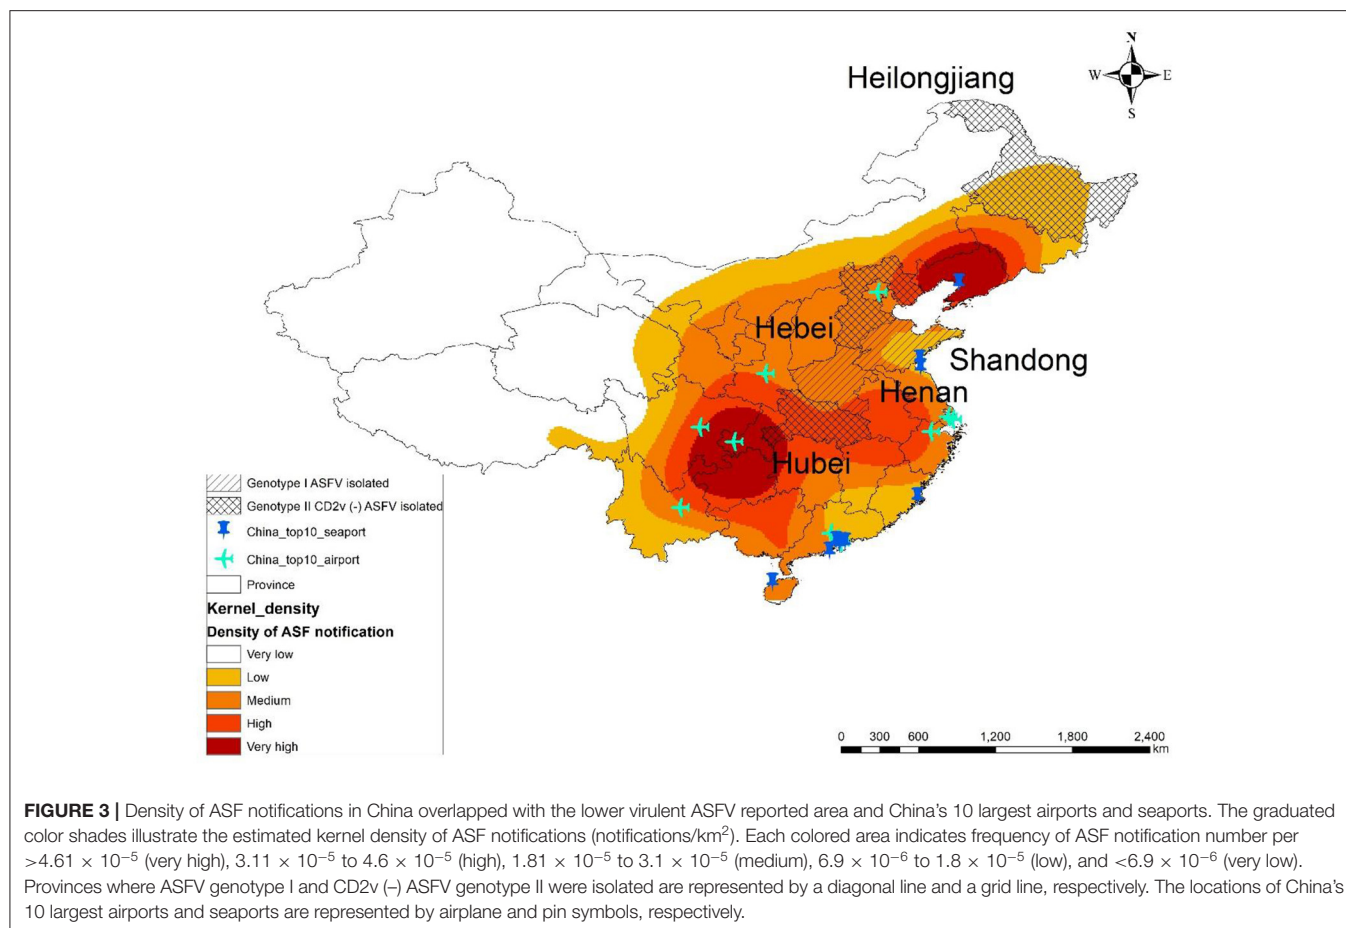 N
W E
S
Heilongjiang
Hebei
Shandong
Henan
Hubei
Genotype I ASFV isolated
Genotype II CD2v (-) ASFV isolated
China_top10_seaport
China_top10_airport
Province
Kernel_density
Density of ASF notification
Very low
Low
Medium
High
Very high
0 300 600 1,200 1,800 2,400
km
FIGURE 3 | Density of ASF notifications in China overlapped with the lower virulent ASFV reported area and China's 10 largest airports and seaports. The graduated
color shades illustrate the estimated kernel density of ASF notifications (notifications/km²). Each colored area indicates frequency of ASF notification number per
>4.61 × 10⁻⁵ (very high), 3.11 × 10⁻⁵ to 4.6 × 10⁻⁵ (high), 1.81 × 10⁻⁵ to 3.1 × 10⁻⁵ (medium), 6.9 × 10⁻⁶ to 1.8 × 10⁻⁵ (low), and <6.9 × 10⁻⁶ (very low).
Provinces where ASFV genotype I and CD2v (–) ASFV genotype II were isolated are represented by a diagonal line and a grid line, respectively. The locations of China's
10 largest airports and seaports are represented by airplane and pin symbols, respectively.